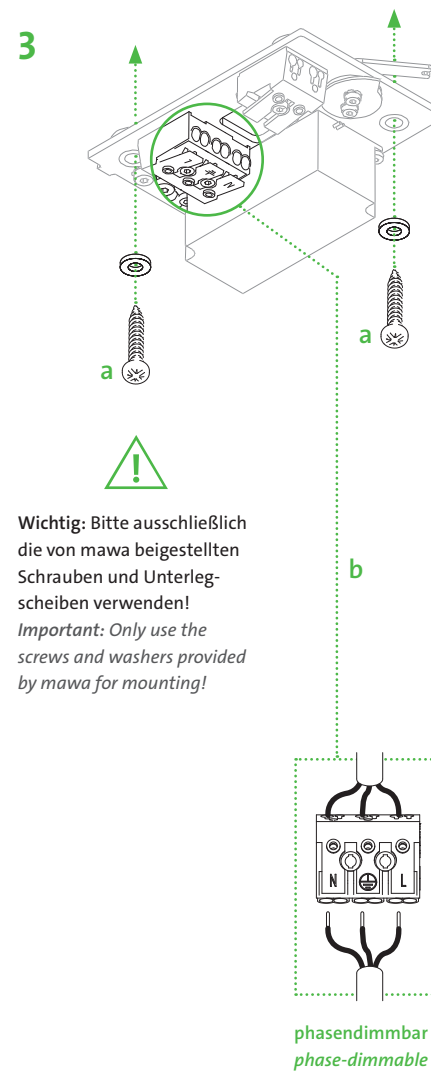 3
L N
a
a
!
Wichtig: Bitte ausschließlich
die von mawa beigestellten
Schrauben und Unterleg-
scheiben verwenden!
Important: Only use the
screws and washers provided
by mawa for mounting!
b
N L
phasendimmbar
phase-dimmable